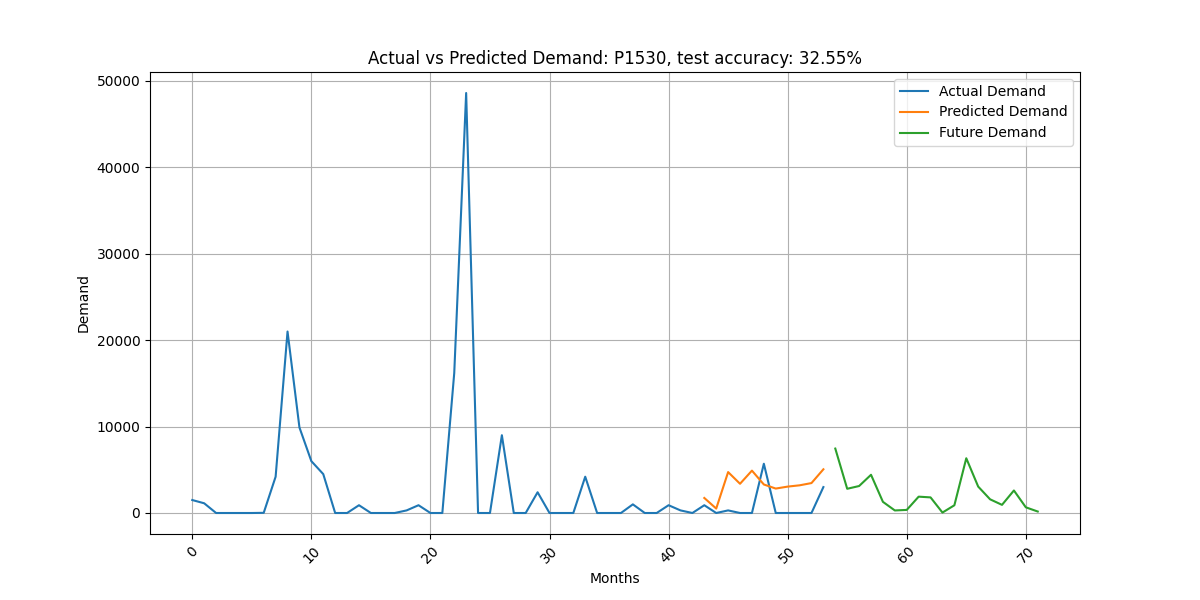 Actual vs Predicted Demand: P1530, test accuracy: 32.55%
50000
40000
30000
20000
10000
0
Demand
Actual Demand
Predicted Demand
Future Demand
0 10 20 30 40 50 60 70
Months